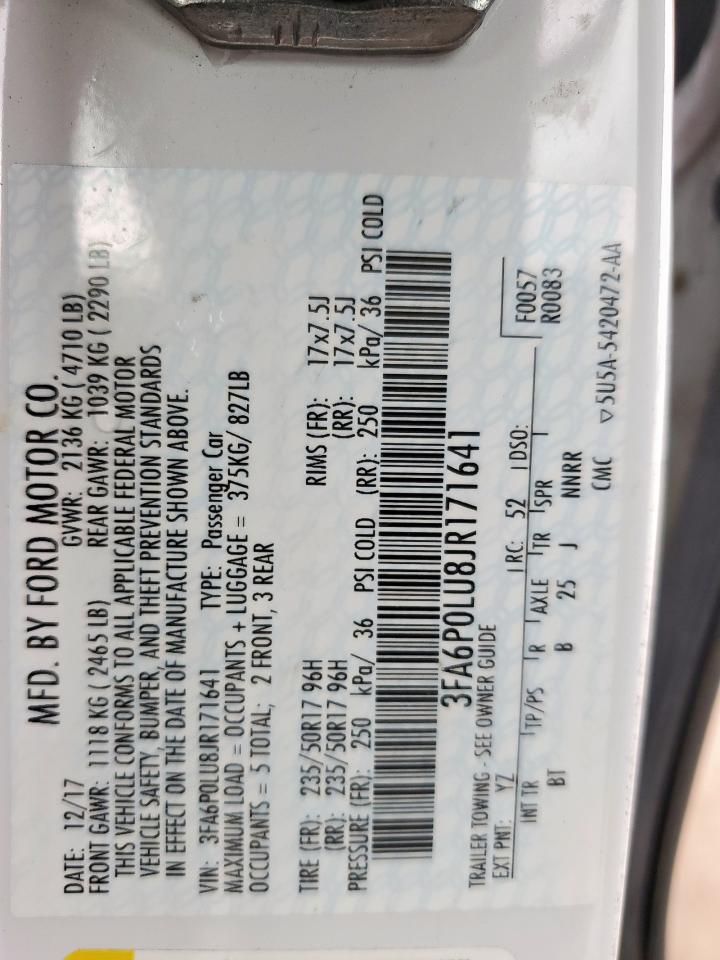 MFD. BY FORD MOTOR CO.
DATE: 12/17 GVWR: 2136 KG ( 4710 LB)
FRONT GAWR: 1118 KG ( 2465 LB) REAR GAWR: 1039 KG ( 2290 LB)
THIS VEHICLE CONFORMS TO ALL APPLICABLE FEDERAL MOTOR
VEHICLE SAFETY, BUMPER, AND THEFT PREVENTION STANDARDS
IN EFFECT ON THE DATE OF MANUFACTURE SHOWN ABOVE.
VIN: 3FA6P0LU8JR171641 TYPE: Passenger Car
MAXIMUM LOAD = OCCUPANTS + LUGGAGE = 375KG/ 827LB
OCCUPANTS = 5 TOTAL; 2 FRONT, 3 REAR
TIRE (FR): 235/50R17 96H RIMS (FR): 17x7.5J
(RR): 235/50R17 96H (RR): 17x7.5J
PRESSURE (FR): 250 kPa/ 36 PSI COLD (RR): 250 kPa/ 36 PSI COLD
3FA6P0LU8JR171641
TRAILER TOWING - SEE OWNER GUIDE
EXT PNT: YZ RC: 52 DSO: F0057
R0083
INT TR TP/PS R AXLE TR SPR
BT B 25 J NNRR
CMC ▽5U5A-5420472-AA